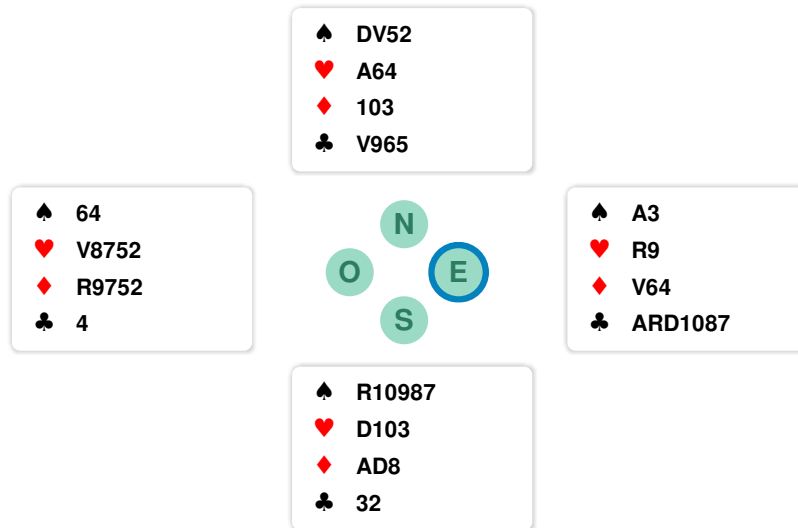 ♠ DV52
♥ A64
♦ 103
♣ V965
♠ 64
♥ V8752
♦ R9752
♣ 4
N
O
E
S
♠ A3
♥ R9
♦ V64
♣ ARD1087
♠ R10987
♥ D103
♦ AD8
♣ 32